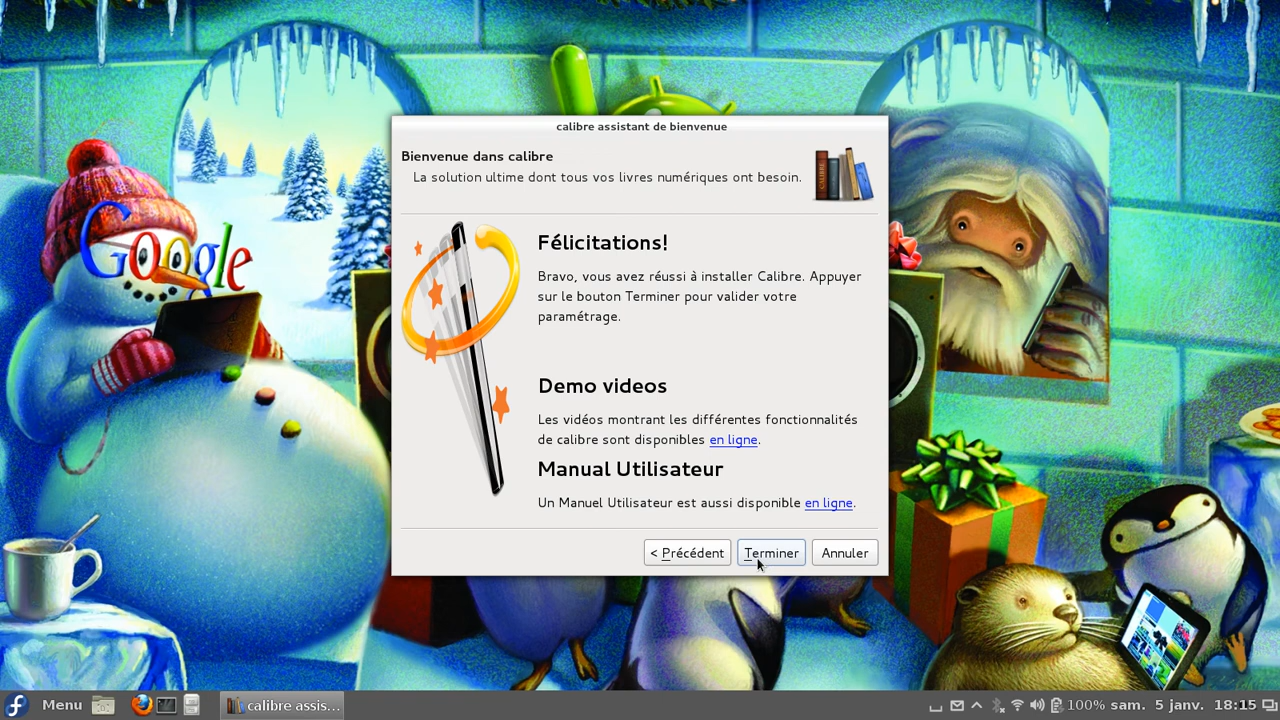 calibre assistant de bienvenue
Bienvenue dans calibre
La solution ultime dont tous vos livres numériques ont besoin.
CALIBRE
Google
Félicitations!
Bravo, vous avez réussi à installer Calibre. Appuyer
sur le bouton Terminer pour valider votre
paramétrage.
Demo videos
Les vidéos montrant les différentes fonctionnalités
de calibre sont disponibles en ligne.
Manual Utilisateur
Un Manuel Utilisateur est aussi disponible en ligne.
< Précédent Terminer Annuler
Menu calibre assis... 100% sam. 5 janv. 18:15